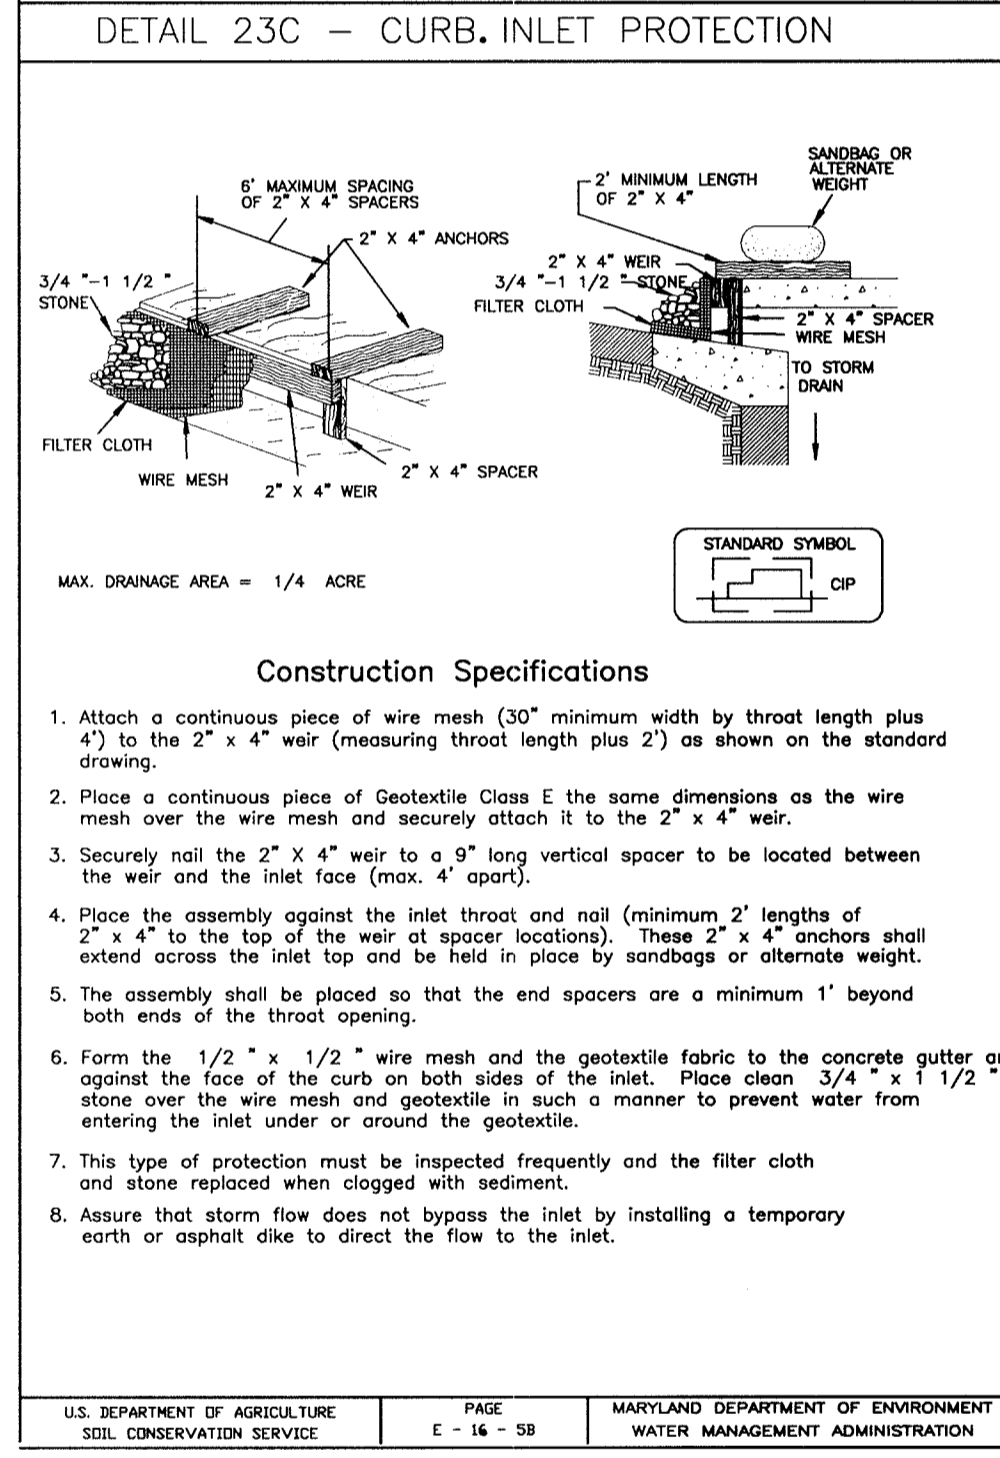 DETAIL 23C – CURB. INLET PROTECTION
6' MAXIMUM SPACING
OF 2" X 4" SPACERS
2" X 4" ANCHORS
3/4 "-1 1/2 "
STONE
FILTER CLOTH
WIRE MESH
2" X 4" WEIR
2" X 4" SPACER
SANDBAG OR
ALTERNATE
WEIGHT
2' MINIMUM LENGTH
OF 2" X 4"
2" X 4" WEIR
3/4 "-1 1/2 "-STONE
FILTER CLOTH
2" X 4" SPACER
WIRE MESH
TO STORM
DRAIN
MAX. DRAINAGE AREA = 1/4 ACRE
STANDARD SYMBOL
CIP
Construction Specifications
1. Attach a continuous piece of wire mesh (30" minimum width by throat length plus
4') to the 2" x 4" weir (measuring throat length plus 2') as shown on the standard
drawing.
2. Place a continuous piece of Geotextile Class E the same dimensions as the wire
mesh over the wire mesh and securely attach it to the 2" x 4" weir.
3. Securely nail the 2" X 4" weir to a 9" long vertical spacer to be located between
the weir and the inlet face (max. 4' apart).
4. Place the assembly against the inlet throat and nail (minimum 2' lengths of
2" x 4" to the top of the weir at spacer locations). These 2" x 4" anchors shall
extend across the inlet top and be held in place by sandbags or alternate weight.
5. The assembly shall be placed so that the end spacers are a minimum 1' beyond
both ends of the throat opening.
6. Form the 1/2 " x 1/2 " wire mesh and the geotextile fabric to the concrete gutter
against the face of the curb on both sides of the inlet. Place clean 3/4 " x 1 1/2 "
stone over the wire mesh and geotextile in such a manner to prevent water from
entering the inlet under or around the geotextile.
7. This type of protection must be inspected frequently and the filter cloth
and stone replaced when clogged with sediment.
8. Assure that storm flow does not bypass the inlet by installing a temporary
earth or asphalt dike to direct the flow to the inlet.
U.S. DEPARTMENT OF AGRICULTURE
SOIL CONSERVATION SERVICE
PAGE
E - 16 - 5B
MARYLAND DEPARTMENT OF ENVIRONMENT
WATER MANAGEMENT ADMINISTRATION